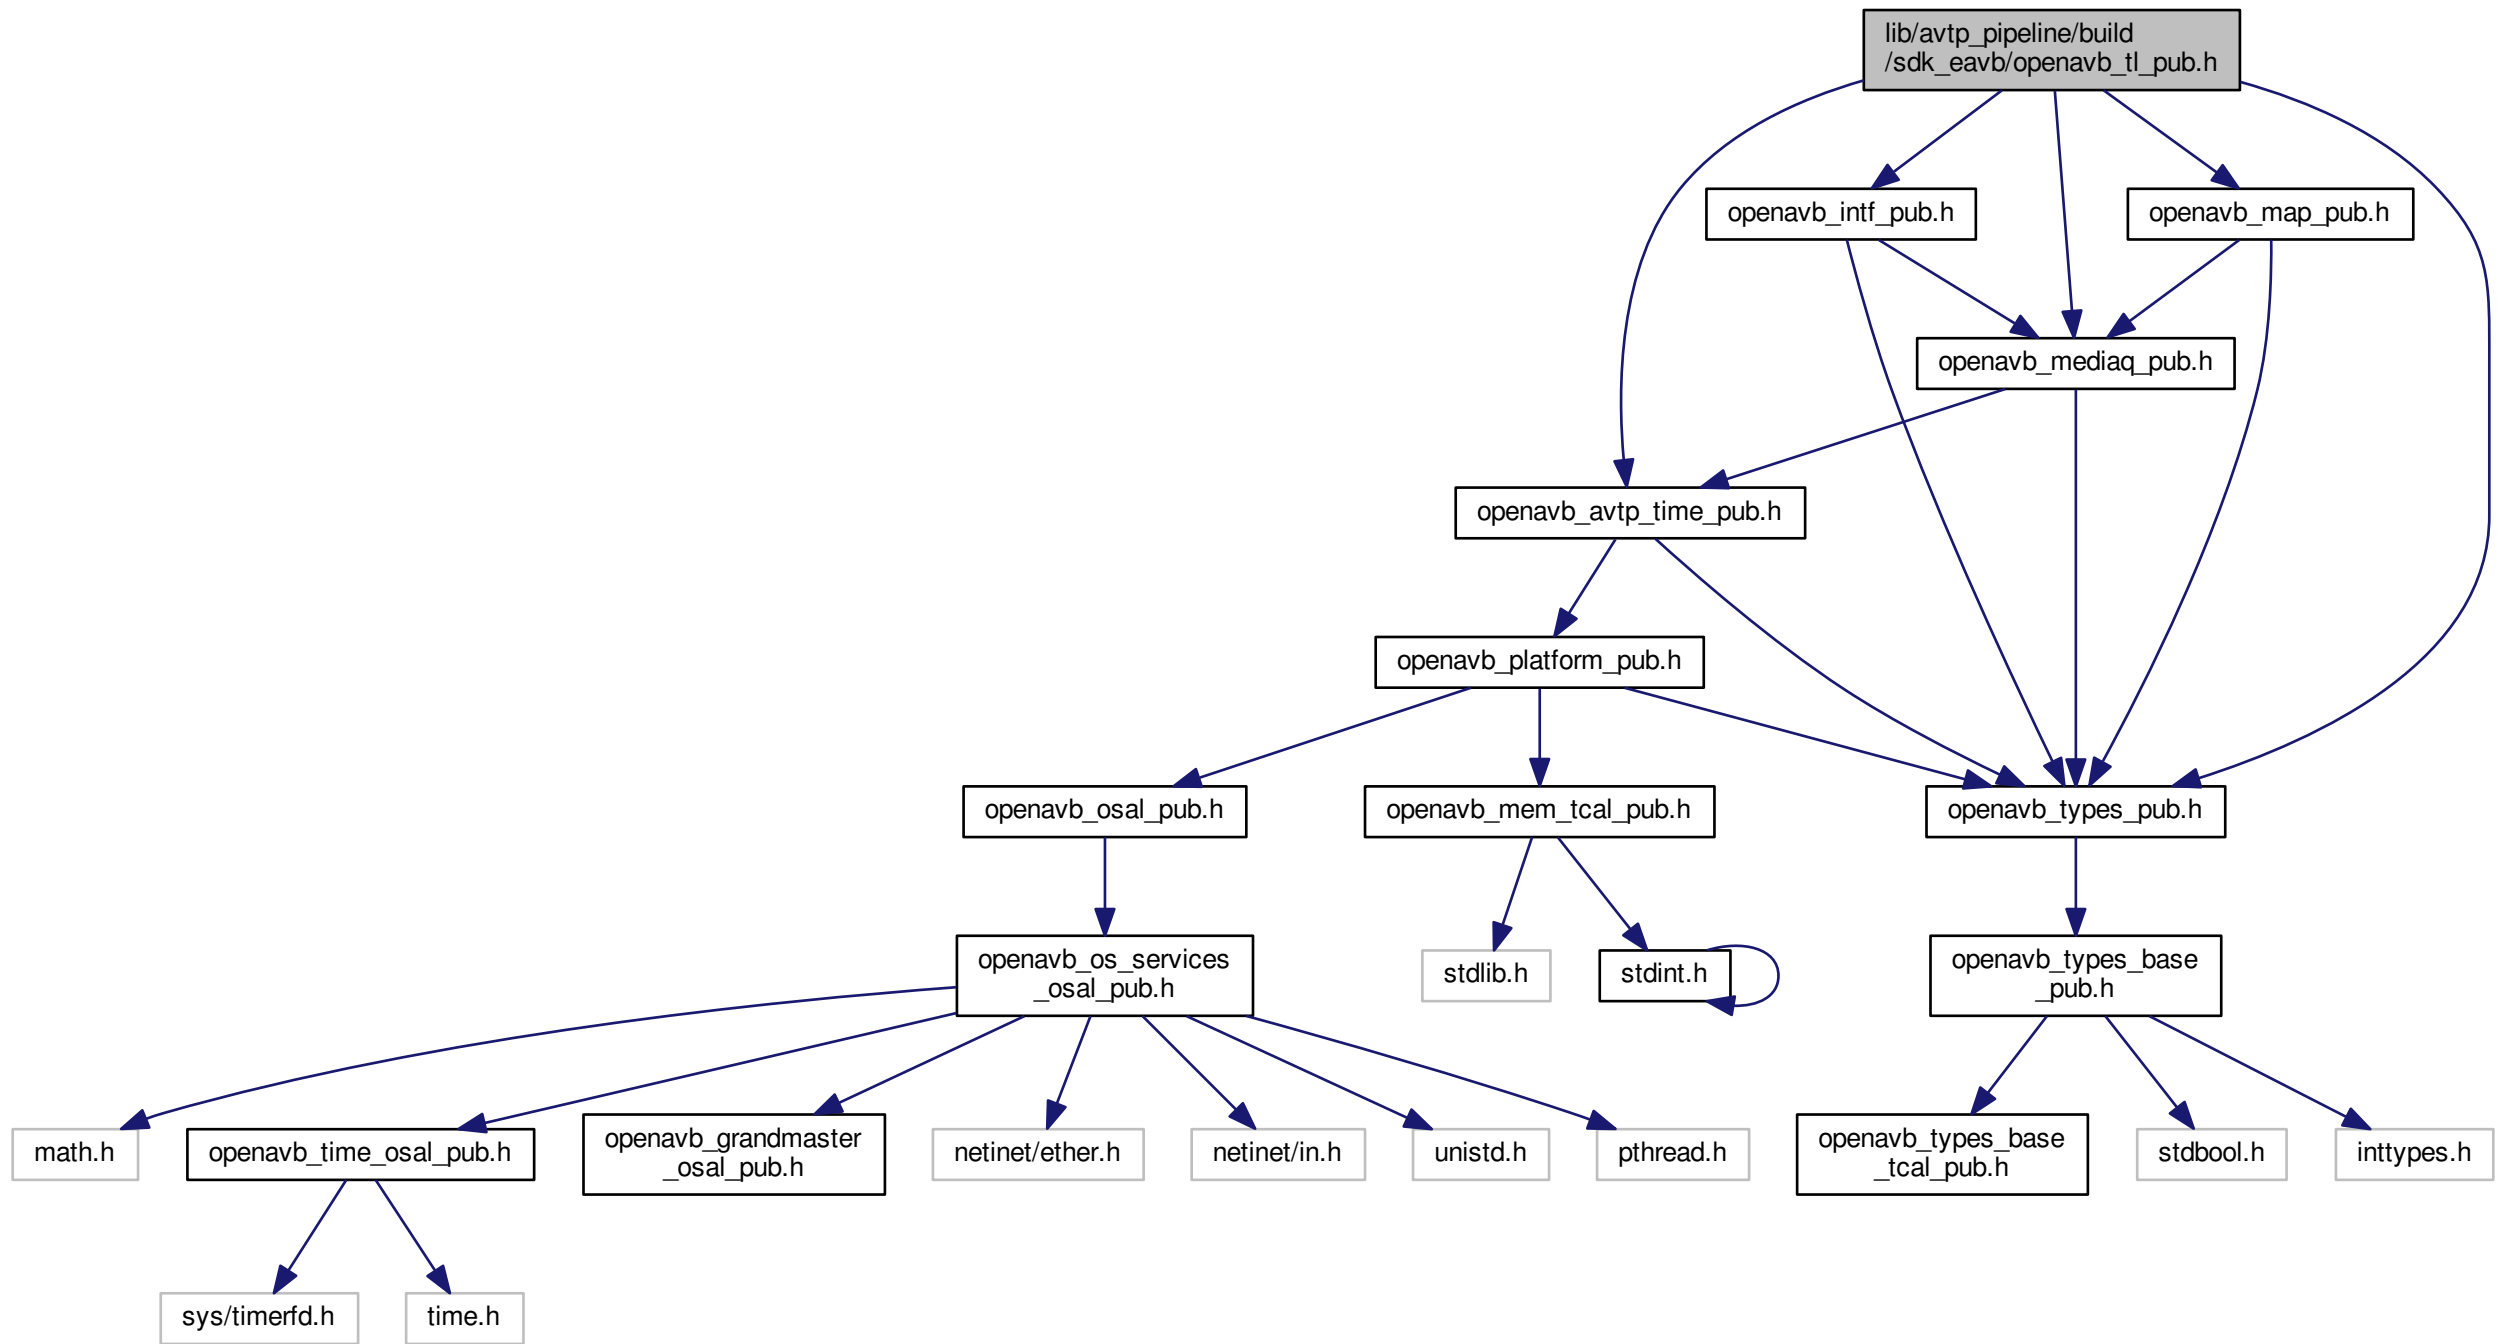 lib/avtp_pipeline/build
/sdk_eavb/openavb_tl_pub.h
openavb_intf_pub.h
openavb_map_pub.h
openavb_mediaq_pub.h
openavb_avtp_time_pub.h
openavb_platform_pub.h
openavb_osal_pub.h
openavb_mem_tcal_pub.h
openavb_types_pub.h
openavb_os_services
_osal_pub.h
stdlib.h
stdint.h
openavb_types_base
_pub.h
math.h
openavb_time_osal_pub.h
openavb_grandmaster
_osal_pub.h
netinet/ether.h
netinet/in.h
unistd.h
pthread.h
openavb_types_base
_tcal_pub.h
stdbool.h
inttypes.h
sys/timerfd.h
time.h